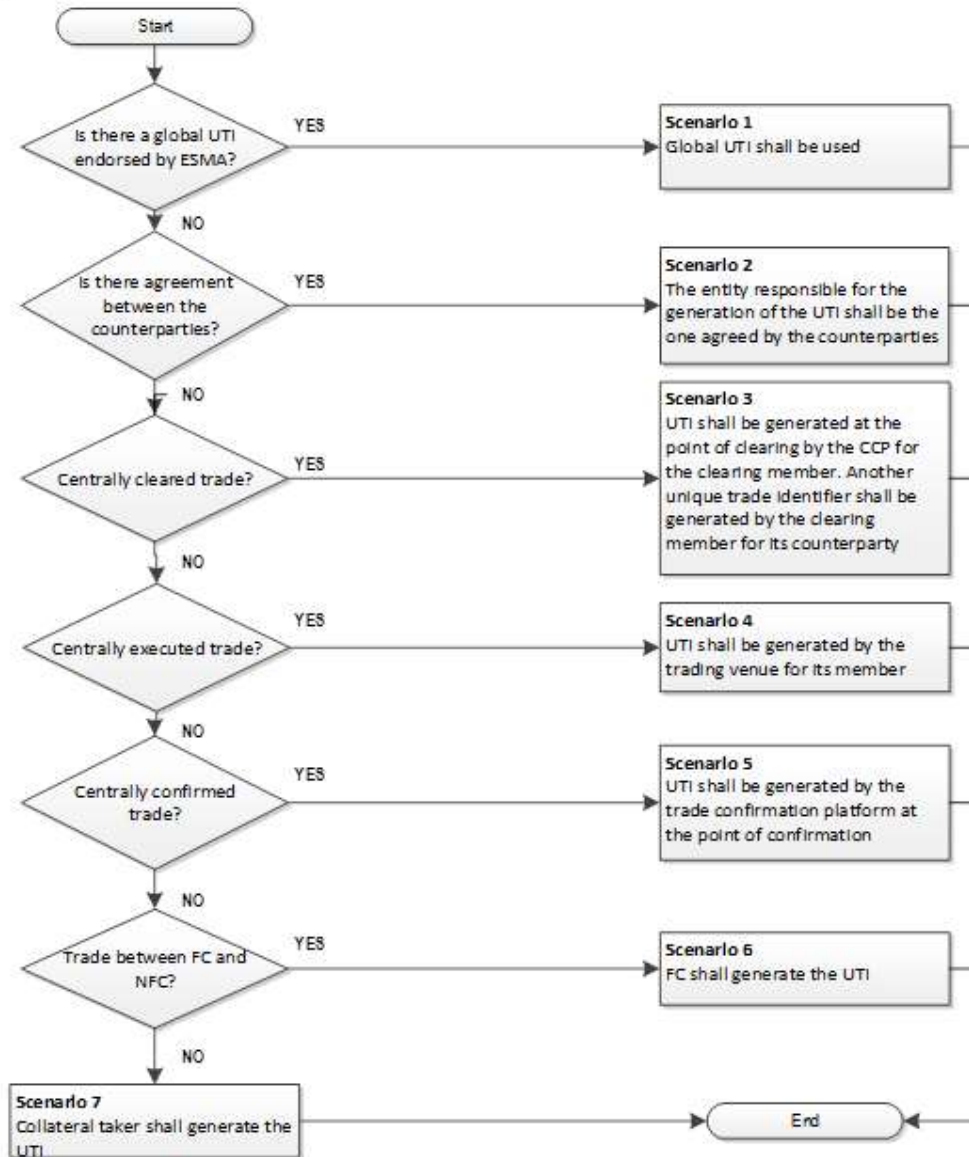 Start
Is there a global UTI
endorsed by ESMA?
YES
Scenario 1
Global UTI shall be used
NO
Is there agreement
between the
counterparties?
YES
Scenario 2
The entity responsible for the
generation of the UTI shall be the
one agreed by the counterparties
NO
Centrally cleared trade?
YES
Scenario 3
UTI shall be generated at the
point of clearing by the CCP for
the clearing member. Another
unique trade identifier shall be
generated by the clearing
member for its counterparty
NO
Centrally executed trade?
YES
Scenario 4
UTI shall be generated by the
trading venue for its member
NO
Centrally confirmed
trade?
YES
Scenario 5
UTI shall be generated by the
trade confirmation platform at
the point of confirmation
NO
Trade between FC and
NFC?
YES
Scenario 6
FC shall generate the UTI
NO
Scenario 7
Collateral taker shall generate the
UTI
End